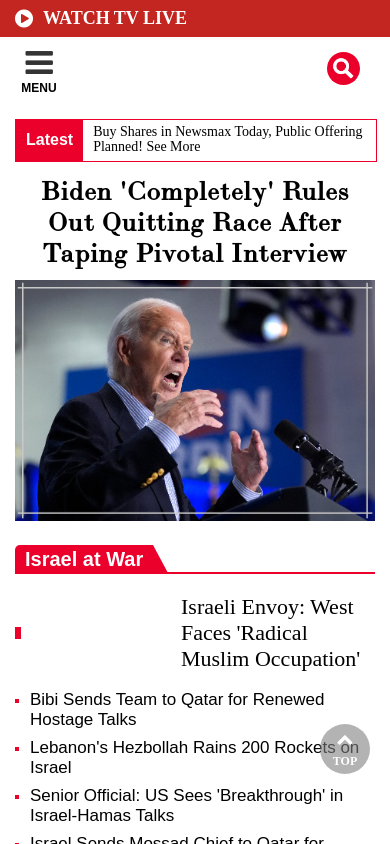 WATCH TV LIVE
MENU
Latest
Buy Shares in Newsmax Today, Public Offering
Planned! See More
Biden 'Completely' Rules
Out Quitting Race After
Taping Pivotal Interview
Israel at War
Israeli Envoy: West
Faces 'Radical
Muslim Occupation'
Bibi Sends Team to Qatar for Renewed
Hostage Talks
Lebanon's Hezbollah Rains 200 Rockets on
Israel
TOP
Senior Official: US Sees 'Breakthrough' in
Israel-Hamas Talks
Israel Sends Mossad Chief to Qatar for